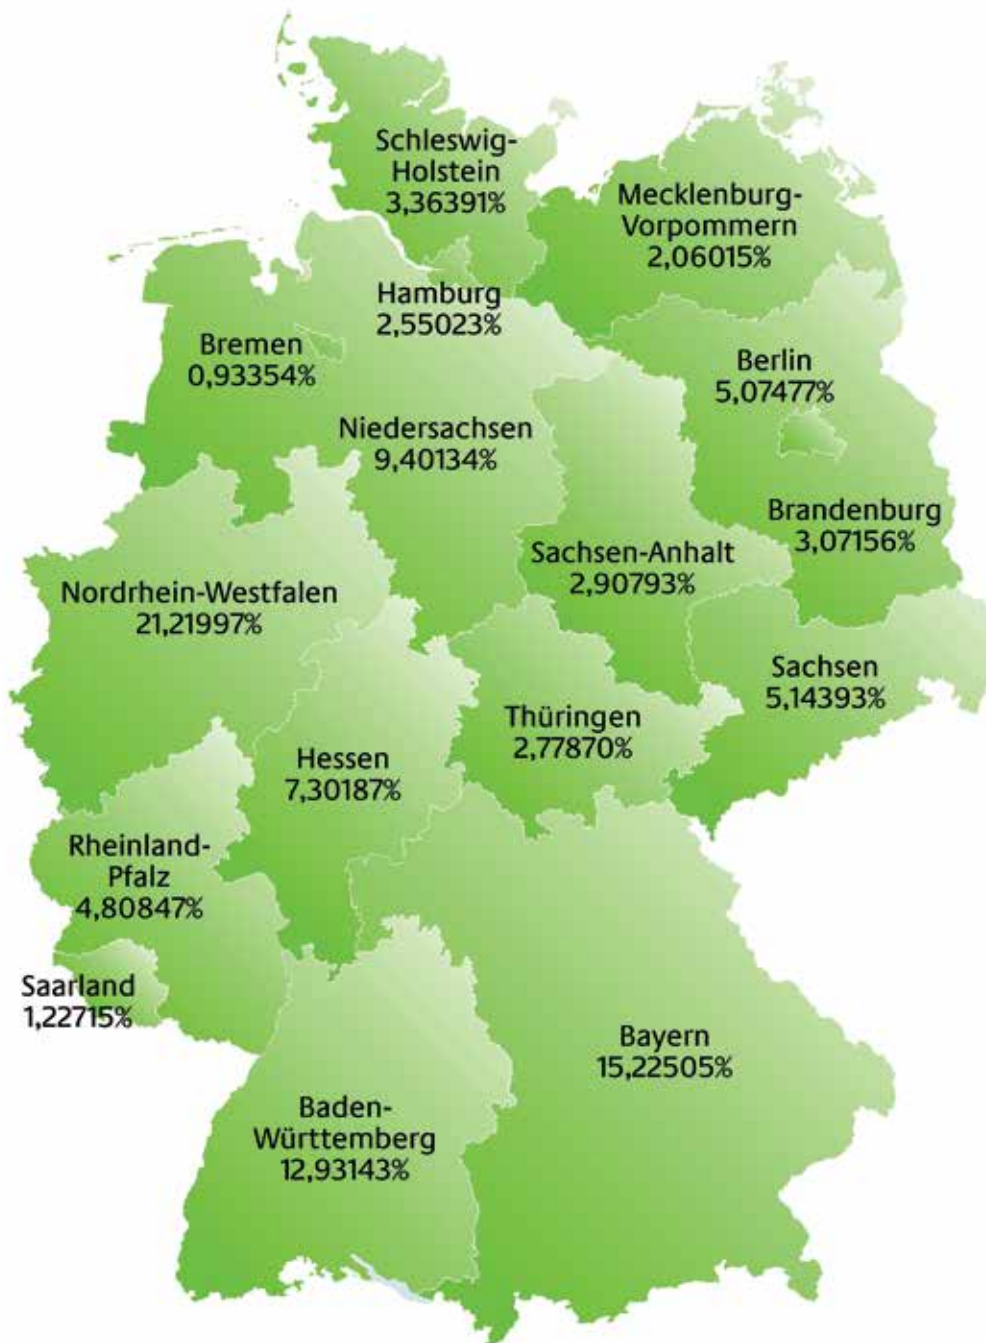 Schleswig-
Holstein
3,36391%
Mecklenburg-
Vorpommern
2,06015%
Hamburg
2,55023%
Bremen
0,93354%
Berlin
5,07477%
Niedersachsen
9,40134%
Brandenburg
3,07156%
Sachsen-Anhalt
2,90793%
Nordrhein-Westfalen
21,21997%
Sachsen
5,14393%
Thüringen
2,77870%
Hessen
7,30187%
Rheinland-
Pfalz
4,80847%
Saarland
1,22715%
Bayern
15,22505%
Baden-
Württemberg
12,93143%